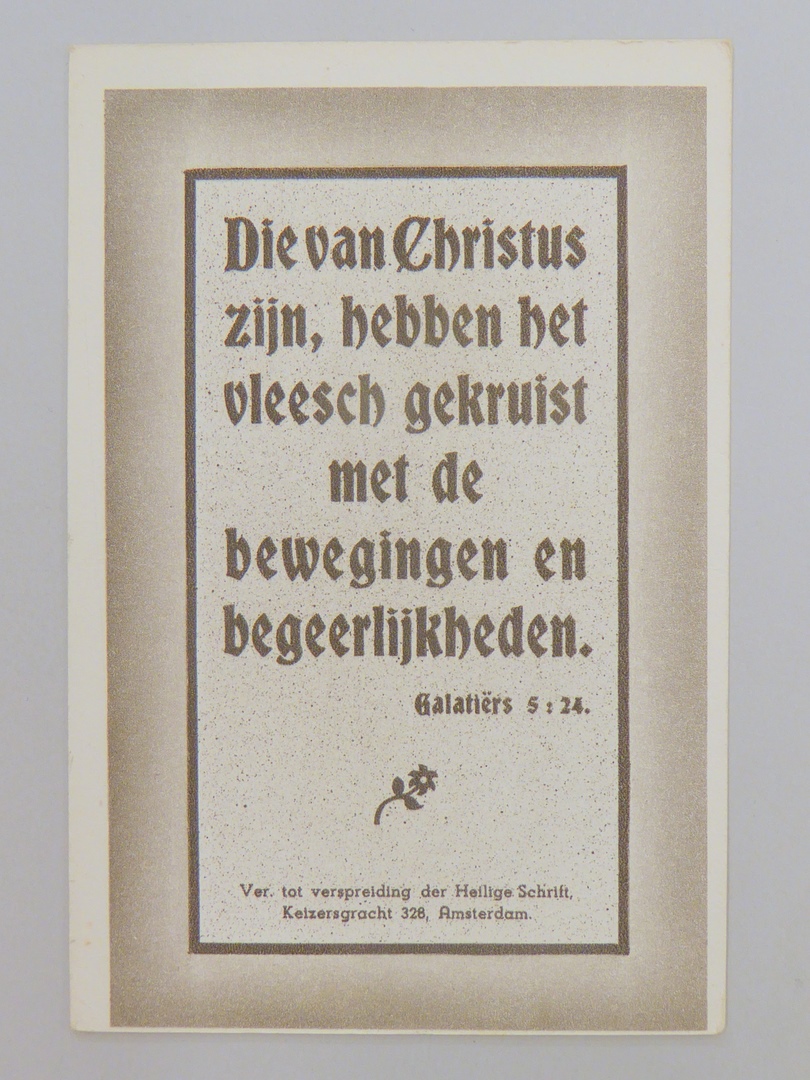 Die van Christus
zijn, hebben het
vleesch gekruist
met de
bewegingen en
begeerlijkheden.
Galatiërs 5 : 24.
Ver. tot verspreiding der Heilige Schrift,
Keizersgracht 328, Amsterdam.